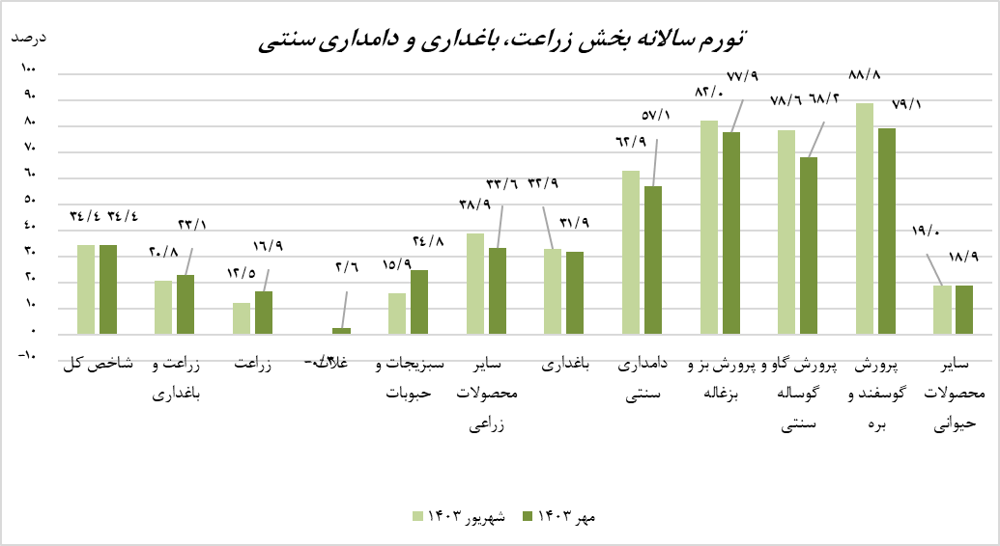 تورم سالانه بخش زراعت، باغداری و دامداری سنتی
درصد
۱۰۰
۹۰
۸۰
۷۰
۶۰
۵۰
۴۰
۳۰
۲۰
۱۰
۰
-۱۰
۳۴/۴ ۳۴/۴
۲۰/۸ ۲۳/۱
۱۲/۵ ۱۶/۹
۲/۶
۱۵/۹ ۲۴/۸
۳۸/۹ ۳۳/۶
۳۲/۹ ۳۱/۹
۶۲/۹ ۵۷/۱
۸۲/۰ ۷۷/۹
۷۸/۶ ۶۸/۲
۸۸/۸ ۷۹/۱
۱۹/۰ ۱۸/۹
شاخص کل
زراعت و
باغداری
زراعت
غلات
سبزیجات و
حبوبات
سایر
محصولات
زراعی
باغداری
دامداری
سنتی
پرورش بز و
بزغاله
پرورش گاو و
گوساله
سنتی
پرورش
گوسفند و
بره
سایر
محصولات
حیوانی
شهریور ۱۴۰۳
مهر ۱۴۰۳